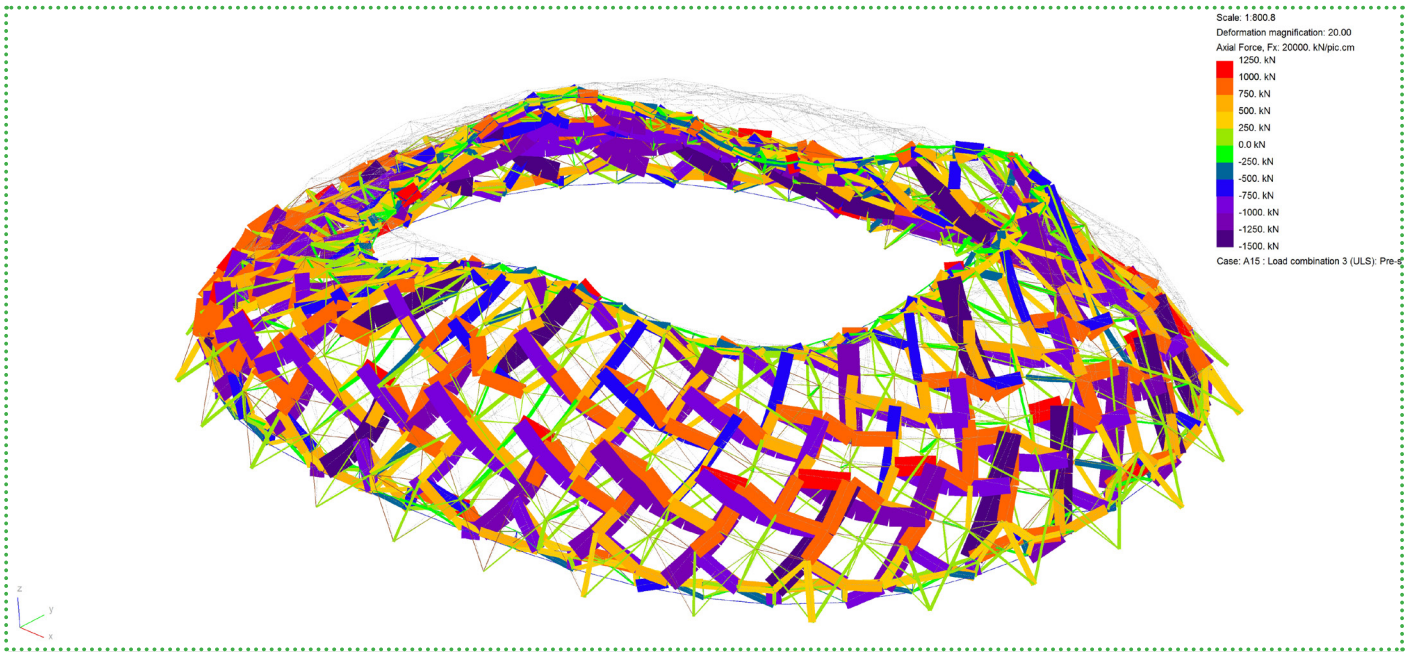 Scale: 1:800.8
Deformation magnification: 20.00
Axial Force, Fx: 20000. kN/pic.cm
1250. kN
1000. kN
750. kN
500. kN
250. kN
0.0 kN
-250. kN
-500. kN
-750. kN
-1000. kN
-1250. kN
-1500. kN
Case: A15 : Load combination 3 (ULS): Pre-s
z
y
x